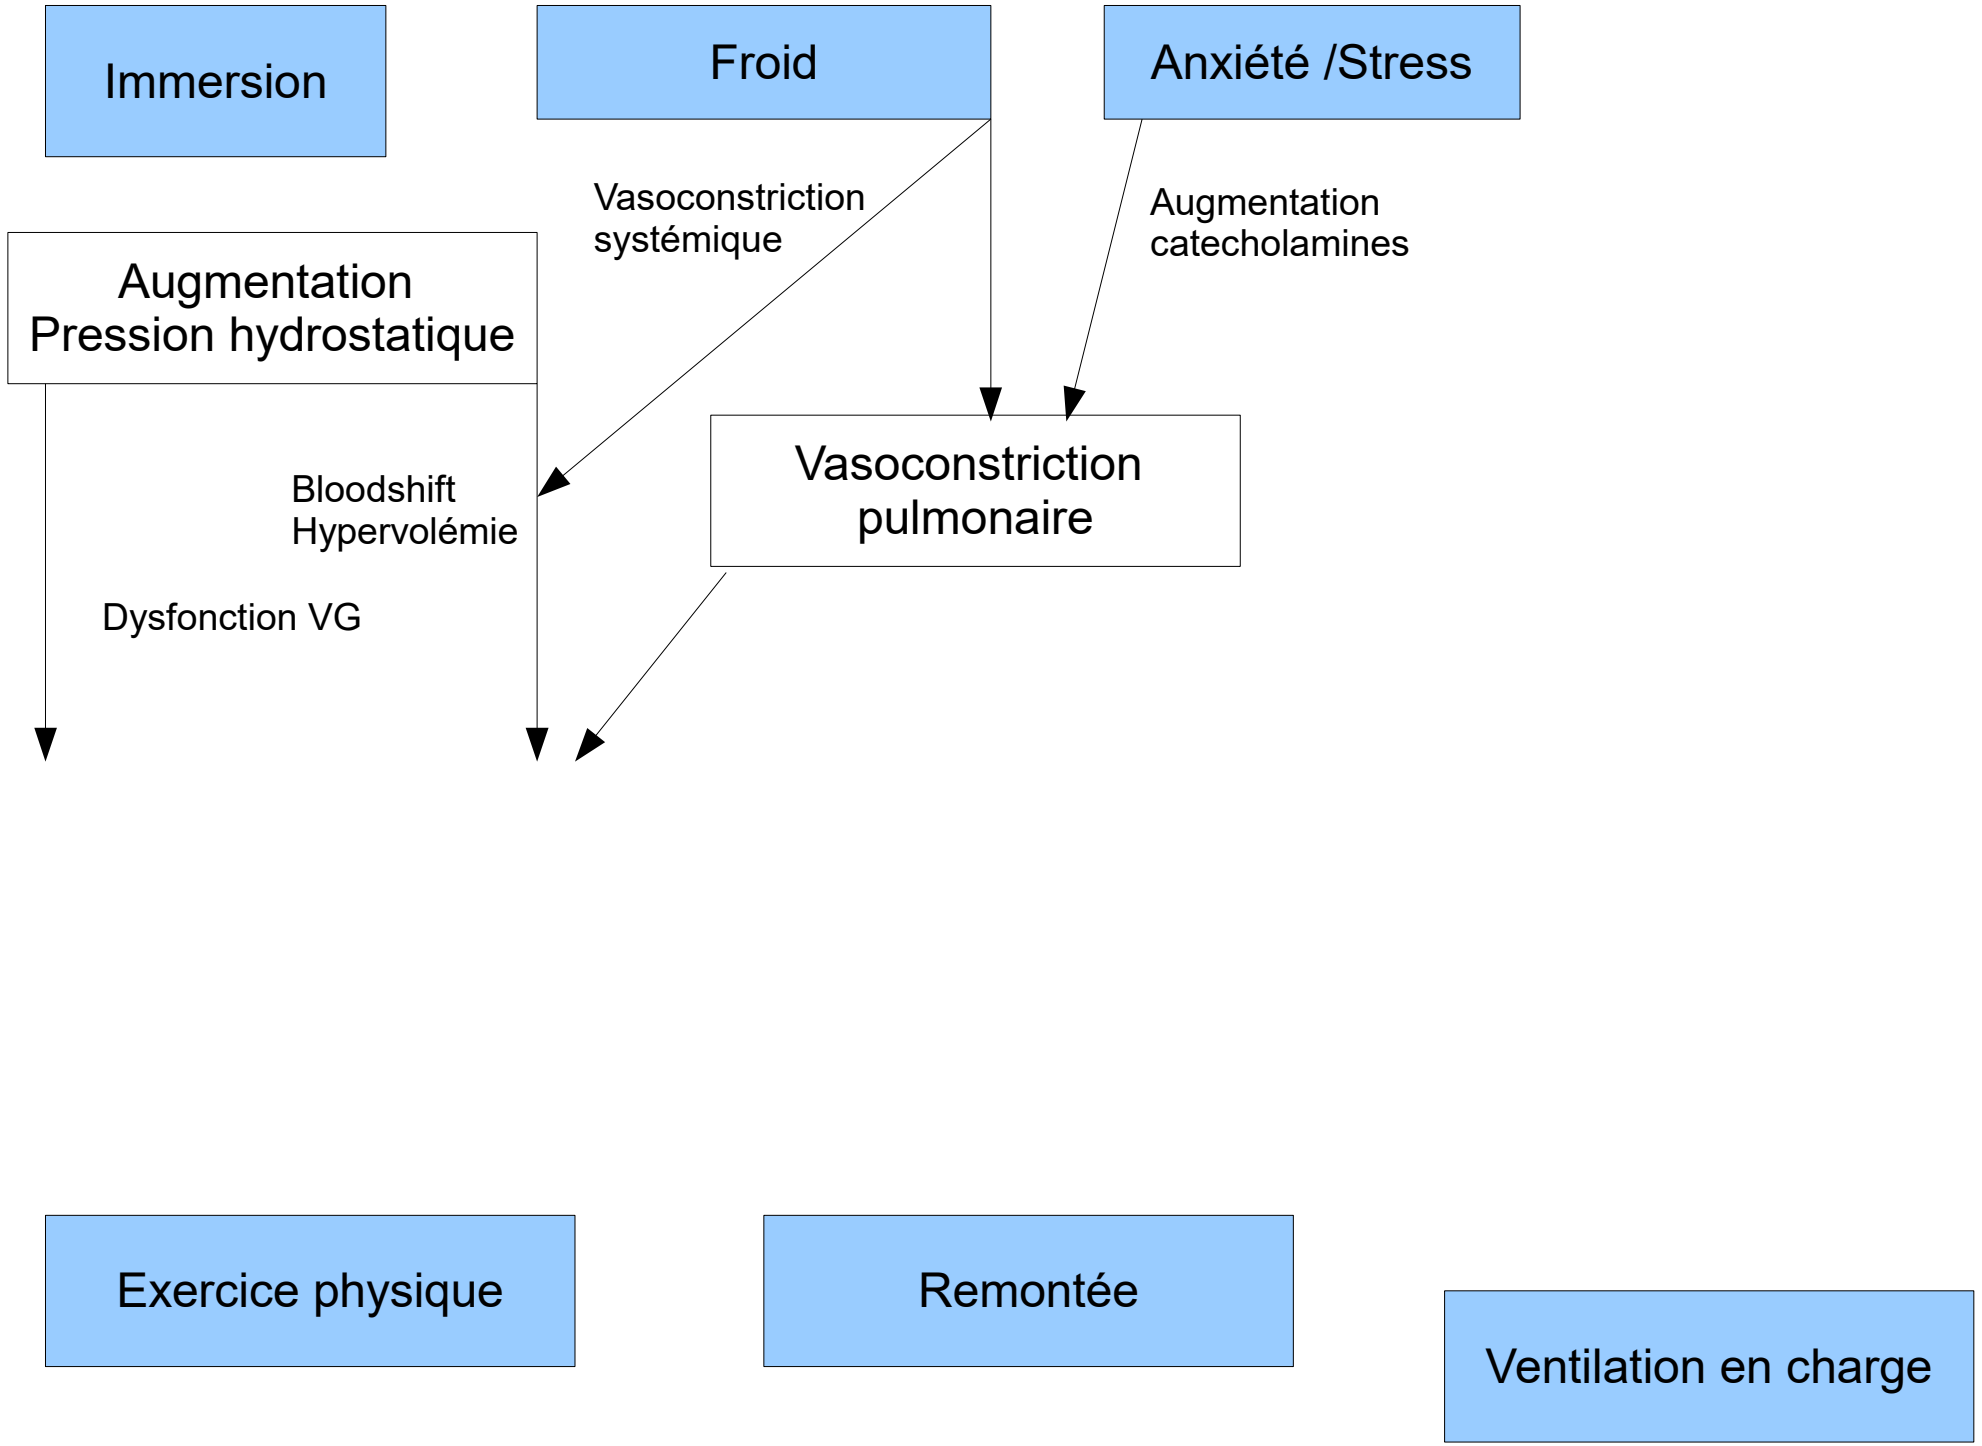 Immersion
Froid
Anxiété /Stress
Vasoconstriction
systémique
Augmentation
catecholamines
Augmentation
Pression hydrostatique
Vasoconstriction
pulmonaire
Bloodshift
Hypervolémie
Dysfonction VG
Exercice physique
Remontée
Ventilation en charge